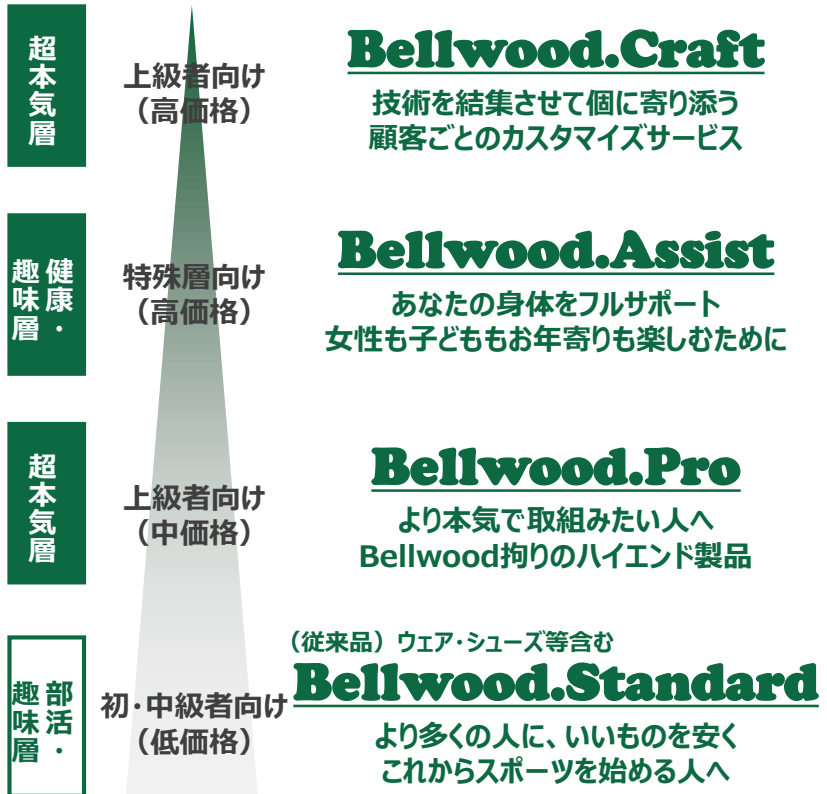 超本気層
上級者向け
（高価格）
Bellwood.Craft
技術を結集させて個に寄り添う
顧客ごとのカスタマイズサービス
健康・
趣味層
特殊層向け
（高価格）
Bellwood.Assist
あなたの身体をフルサポート
女性も子どももお年寄りも楽しむために
超本気層
上級者向け
（中価格）
Bellwood.Pro
より本気で取組みたい人へ
Bellwood拘りのハイエンド製品
部活・
趣味層
初・中級者向け
（低価格）
（従来品）ウェア・シューズ等含む
Bellwood.Standard
より多くの人に、いいものを安く
これからスポーツを始める人へ